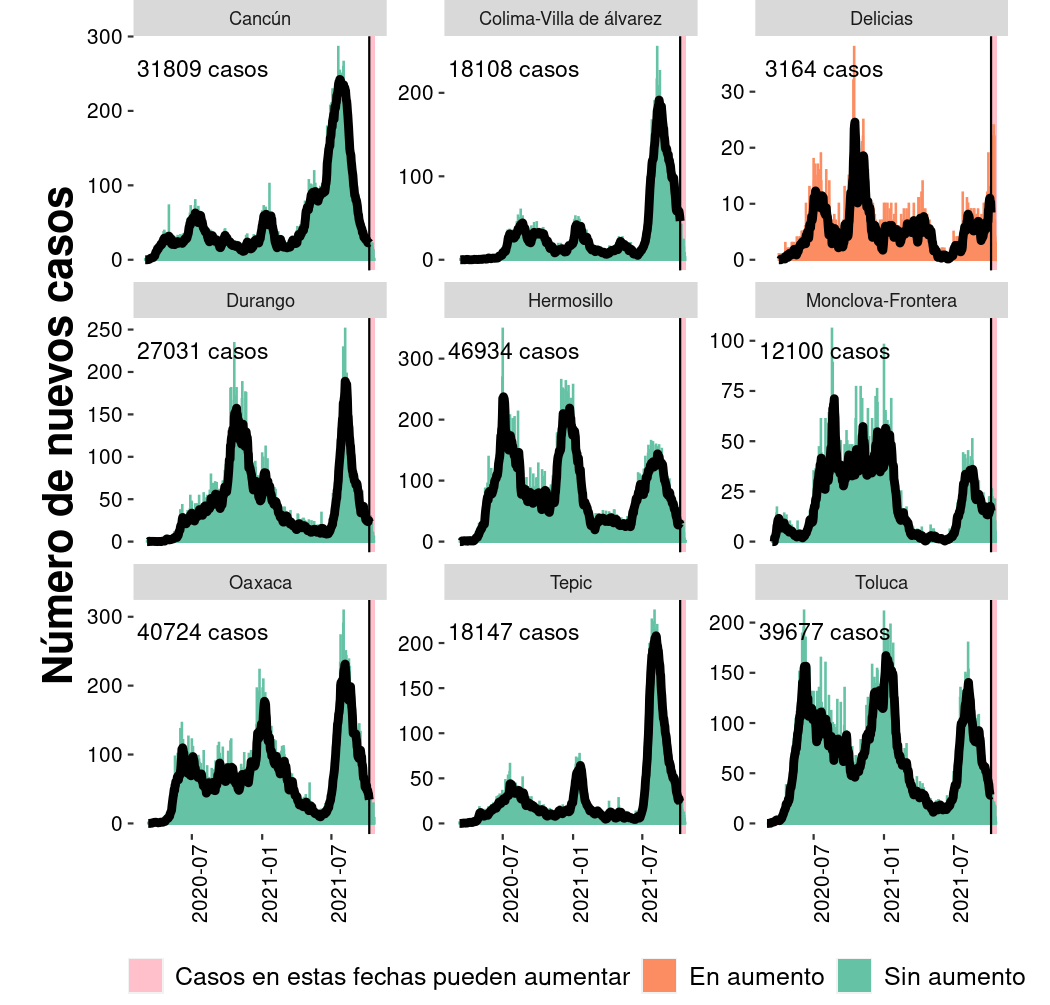 Cancún Colima-Villa de álvarez Delicias
300
200
100
0
31809 casos
200
100
0
18108 casos
30
20
10
0
3164 casos
Durango Hermosillo Monclova-Frontera
250
200
150
100
50
0
27031 casos
300
200
100
0
46934 casos
100
75
50
25
0
12100 casos
Oaxaca Tepic Toluca
300
200
100
0
40724 casos
200
150
100
50
0
18147 casos
200
150
100
50
0
39677 casos
Número de nuevos casos
2020-07 2021-01 2021-07
2020-07 2021-01 2021-07
2020-07 2021-01 2021-07
Casos en estas fechas pueden aumentar En aumento Sin aumento